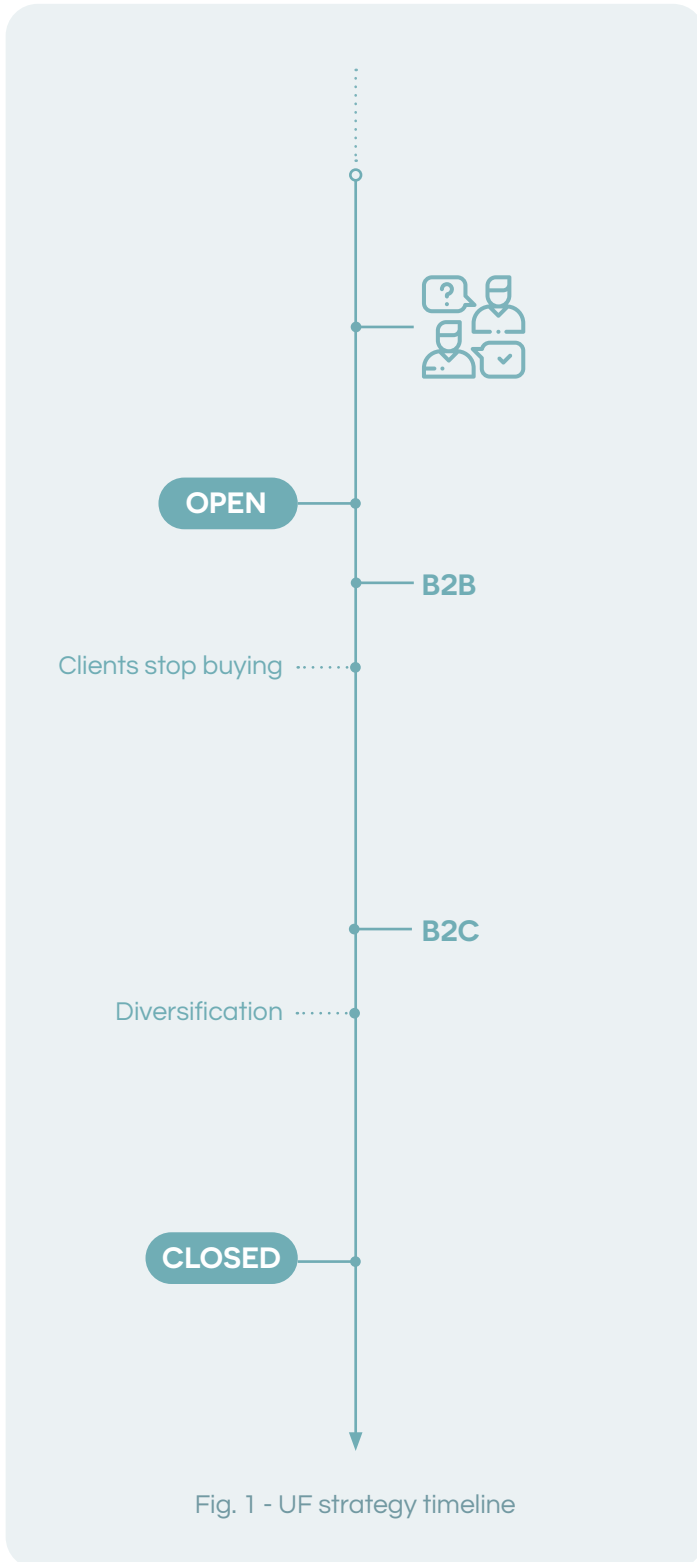 ?
OPEN
B2B
Clients stop buying
B2C
Diversification
CLOSED
Fig. 1 - UF strategy timeline